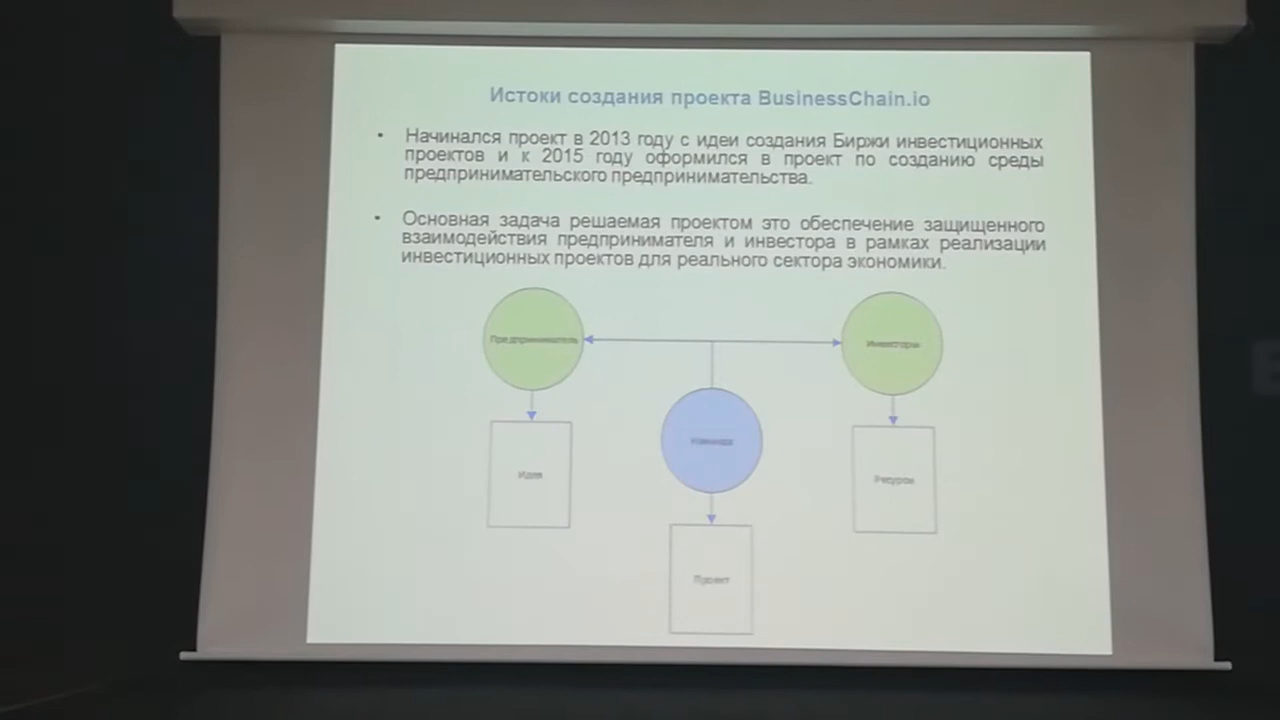 Истоки создания проекта BusinessChain.io
• Начинался проект в 2013 году с идеи создания Биржи инвестиционных
проектов и к 2015 году оформился в проект по созданию среды
предпринимательского предпринимательства.
• Основная задача решаемая проектом это обеспечение защищенного
взаимодействия предпринимателя и инвестора в рамках реализации
инвестиционных проектов для реального сектора экономики.
Предприниматель
Инвесторы
Команда
Идея
Ресурсы
Проект